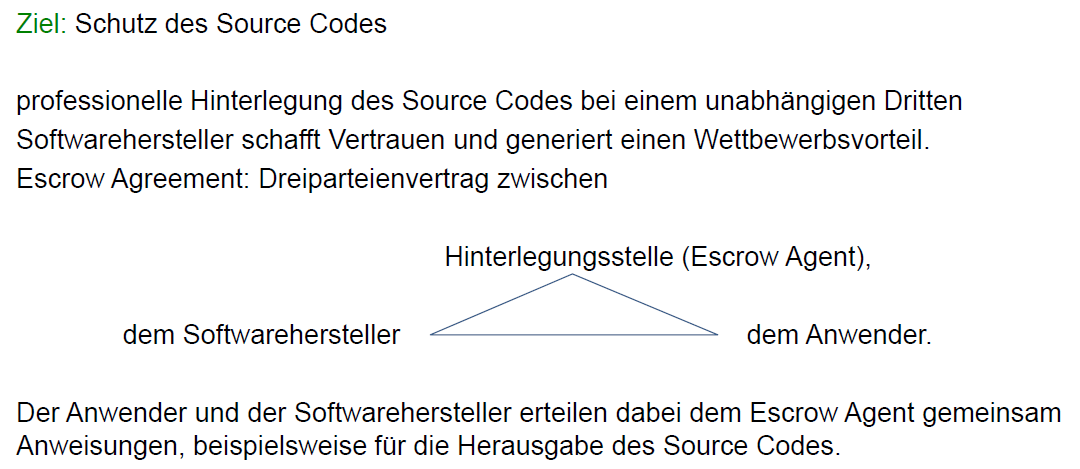 Ziel: Schutz des Source Codes
professionelle Hinterlegung des Source Codes bei einem unabhängigen Dritten
Softwarehersteller schafft Vertrauen und generiert einen Wettbewerbsvorteil.
Escrow Agreement: Dreiparteienvertrag zwischen
Hinterlegungsstelle (Escrow Agent),
dem Softwarehersteller
dem Anwender.
Der Anwender und der Softwarehersteller erteilen dabei dem Escrow Agent gemeinsam
Anweisungen, beispielsweise für die Herausgabe des Source Codes.